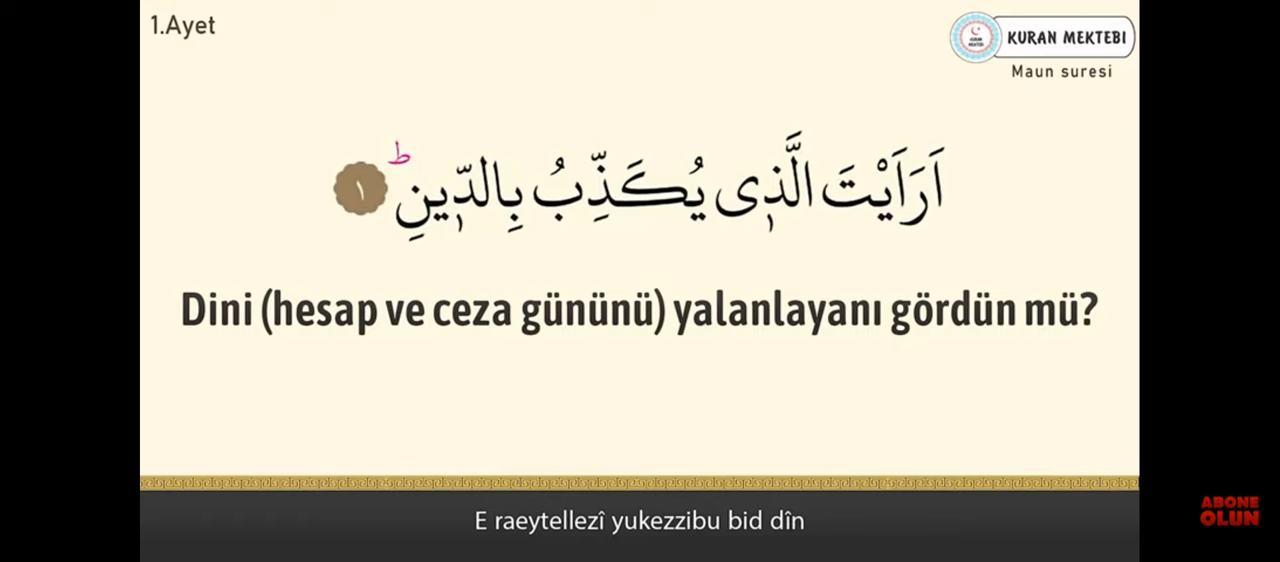 1.Ayet
KURAN MEKTEBI
Maun suresi
اَرَاَيْتَ الَّذ۪ى يُكَذِّبُ بِالدّ۪ينِۜ ﴿١﴾
Dini (hesap ve ceza gününü) yalanlayanı gördün mü?
E raeytellezî yukezzibu bid dîn
ABONE
OLUN